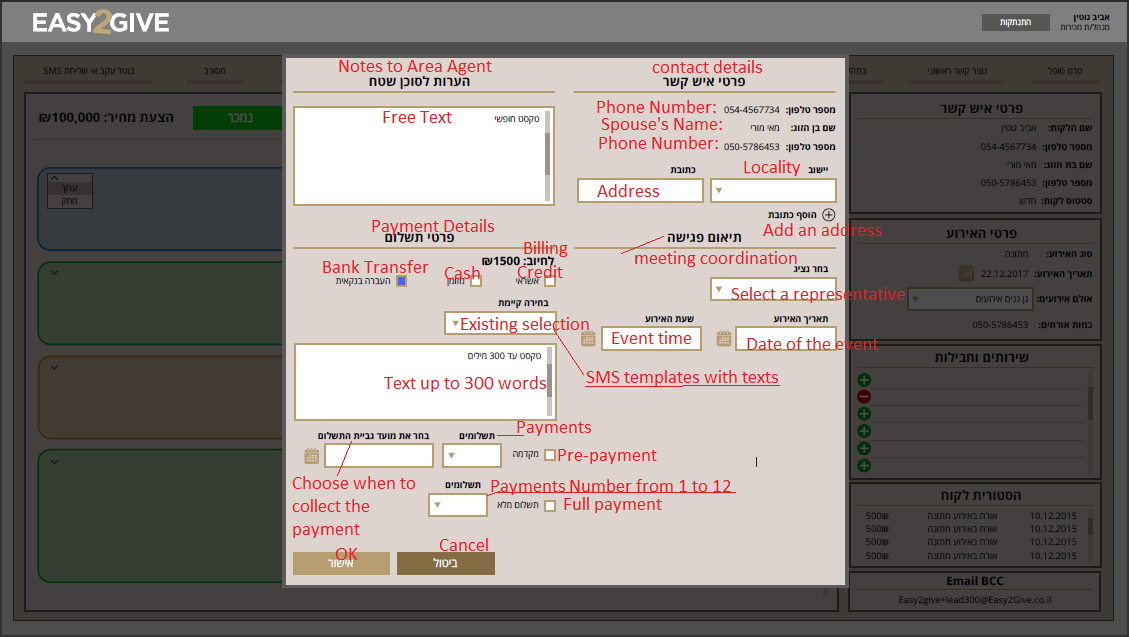 EASY2GIVE
התנתקות
אביב גוטין
מנהל/ת מכירות
בוטל עקב אי שליחת SMS
מסורב
נוצר קשר ראשוני
טרם טופל
הצעת מחיר: 100,000₪
נמכר
ערוך
מחק
Notes to Area Agent
הערות לסוכן שטח
Free Text
טקסט חופשי
contact details
פרטי איש קשר
Phone Number:
מספר טלפון: 054-4567734
Spouse's Name:
שם בן הזוג: מאי מורי
Phone Number:
מספר טלפון: 050-5786453
Locality
יישוב
כתובת
Address
הוסף כתובת
Add an address
Payment Details
פרטי תשלום
תיאום פגישה
meeting coordination
Billing
לחיוב: 1500₪
Bank Transfer
Cash
Credit
העברה בנקאית
מזומן
אשראי
בחר נציג
Select a representative
בחירה קיימת
Existing selection
תאריך האירוע
שעת האירוע
Event time
Date of the event
טקסט עד 300 מילים
Text up to 300 words
SMS templates with texts
Payments
בחר את מועד גביית התשלום
תשלומים
מקדמה
Pre-payment
Choose when to
collect the
payment
תשלומים
Payments Number from 1 to 12
תשלום מלא
Full payment
OK
Cancel
אישור
ביטול
פרטי איש קשר
שם הלקוח: אביב גוטין
מספר טלפון: 054-4567734
שם בת הזוג: מאי מורי
מספר טלפון: 050-5786453
סטטוס לקוח: חדש
פרטי האירוע
סוג האירוע: חתונה
תאריך האירוע: 22.12.2017
אולם אירועים: גן גנים אירועים
כמות אורחים: 050-5786453
שירותים וחבילות
הסטורית לקוח
10.12.2015 אורח באירוע חתונה 500₪
10.12.2015 אורח באירוע חתונה 500₪
10.12.2015 אורח באירוע חתונה 500₪
10.12.2015 אורח באירוע חתונה 500₪
Email BCC
Easy2give+lead300@Easy2Give.co.il